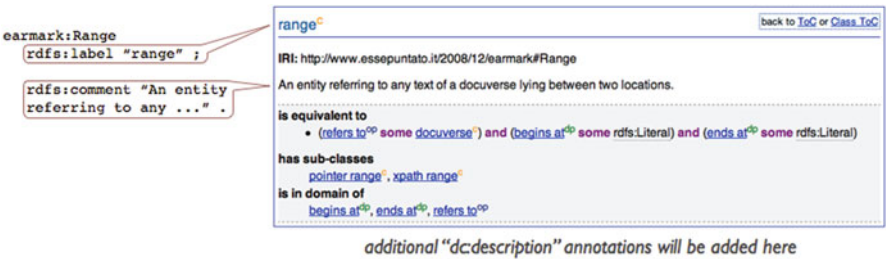 earmark:Range
rdfs:label "range" ;
rdfs:comment "An entity
referring to any ..." .
range c
back to ToC or Class ToC
IRI: http://www.essepuntato.it/2008/12/earmark#Range
An entity referring to any text of a docuverse lying between two locations.
is equivalent to
• (refers to op some docuverse c) and (begins at dp some rdfs:Literal) and (ends at dp some rdfs:Literal)
has sub-classes
pointer range c, xpath range c
is in domain of
begins at dp, ends at dp, refers to op
additional "dc:description" annotations will be added here